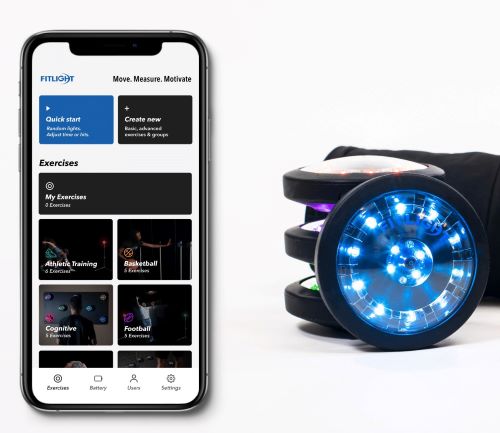 FITLIGHT
Move. Measure. Motivate
Quick start
Random lights.
Adjust time or hits.
Create new
Basic, advanced
exercises & groups
Exercises
My Exercises
0 Exercises
Athletic Training
6 Exercises
Basketball
5 Exercises
Cognitive
5 Exercises
Football
5 Exercises
Exercises
Battery
Users
Settings